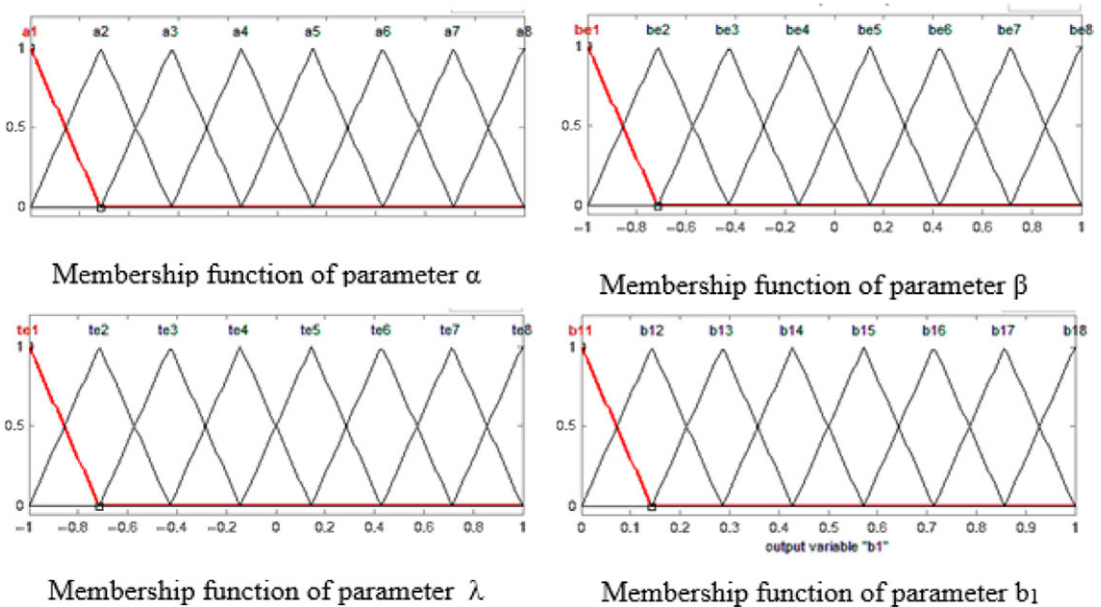 a1 a2 a3 a4 a5 a6 a7 a8
1
0.5
0
Membership function of parameter α
be1 be2 be3 be4 be5 be6 be7 be8
1
0.5
0
−1 −0.8 −0.6 −0.4 −0.2 0 0.2 0.4 0.6 0.8 1
Membership function of parameter β
te1 te2 te3 te4 te5 te6 te7 te8
1
0.5
0
−1 −0.8 −0.6 −0.4 −0.2 0 0.2 0.4 0.6 0.8 1
Membership function of parameter λ
b11 b12 b13 b14 b15 b16 b17 b18
1
0.5
0
0 0.1 0.2 0.3 0.4 0.5 0.6 0.7 0.8 0.9 1
output variable "b1"
Membership function of parameter b1